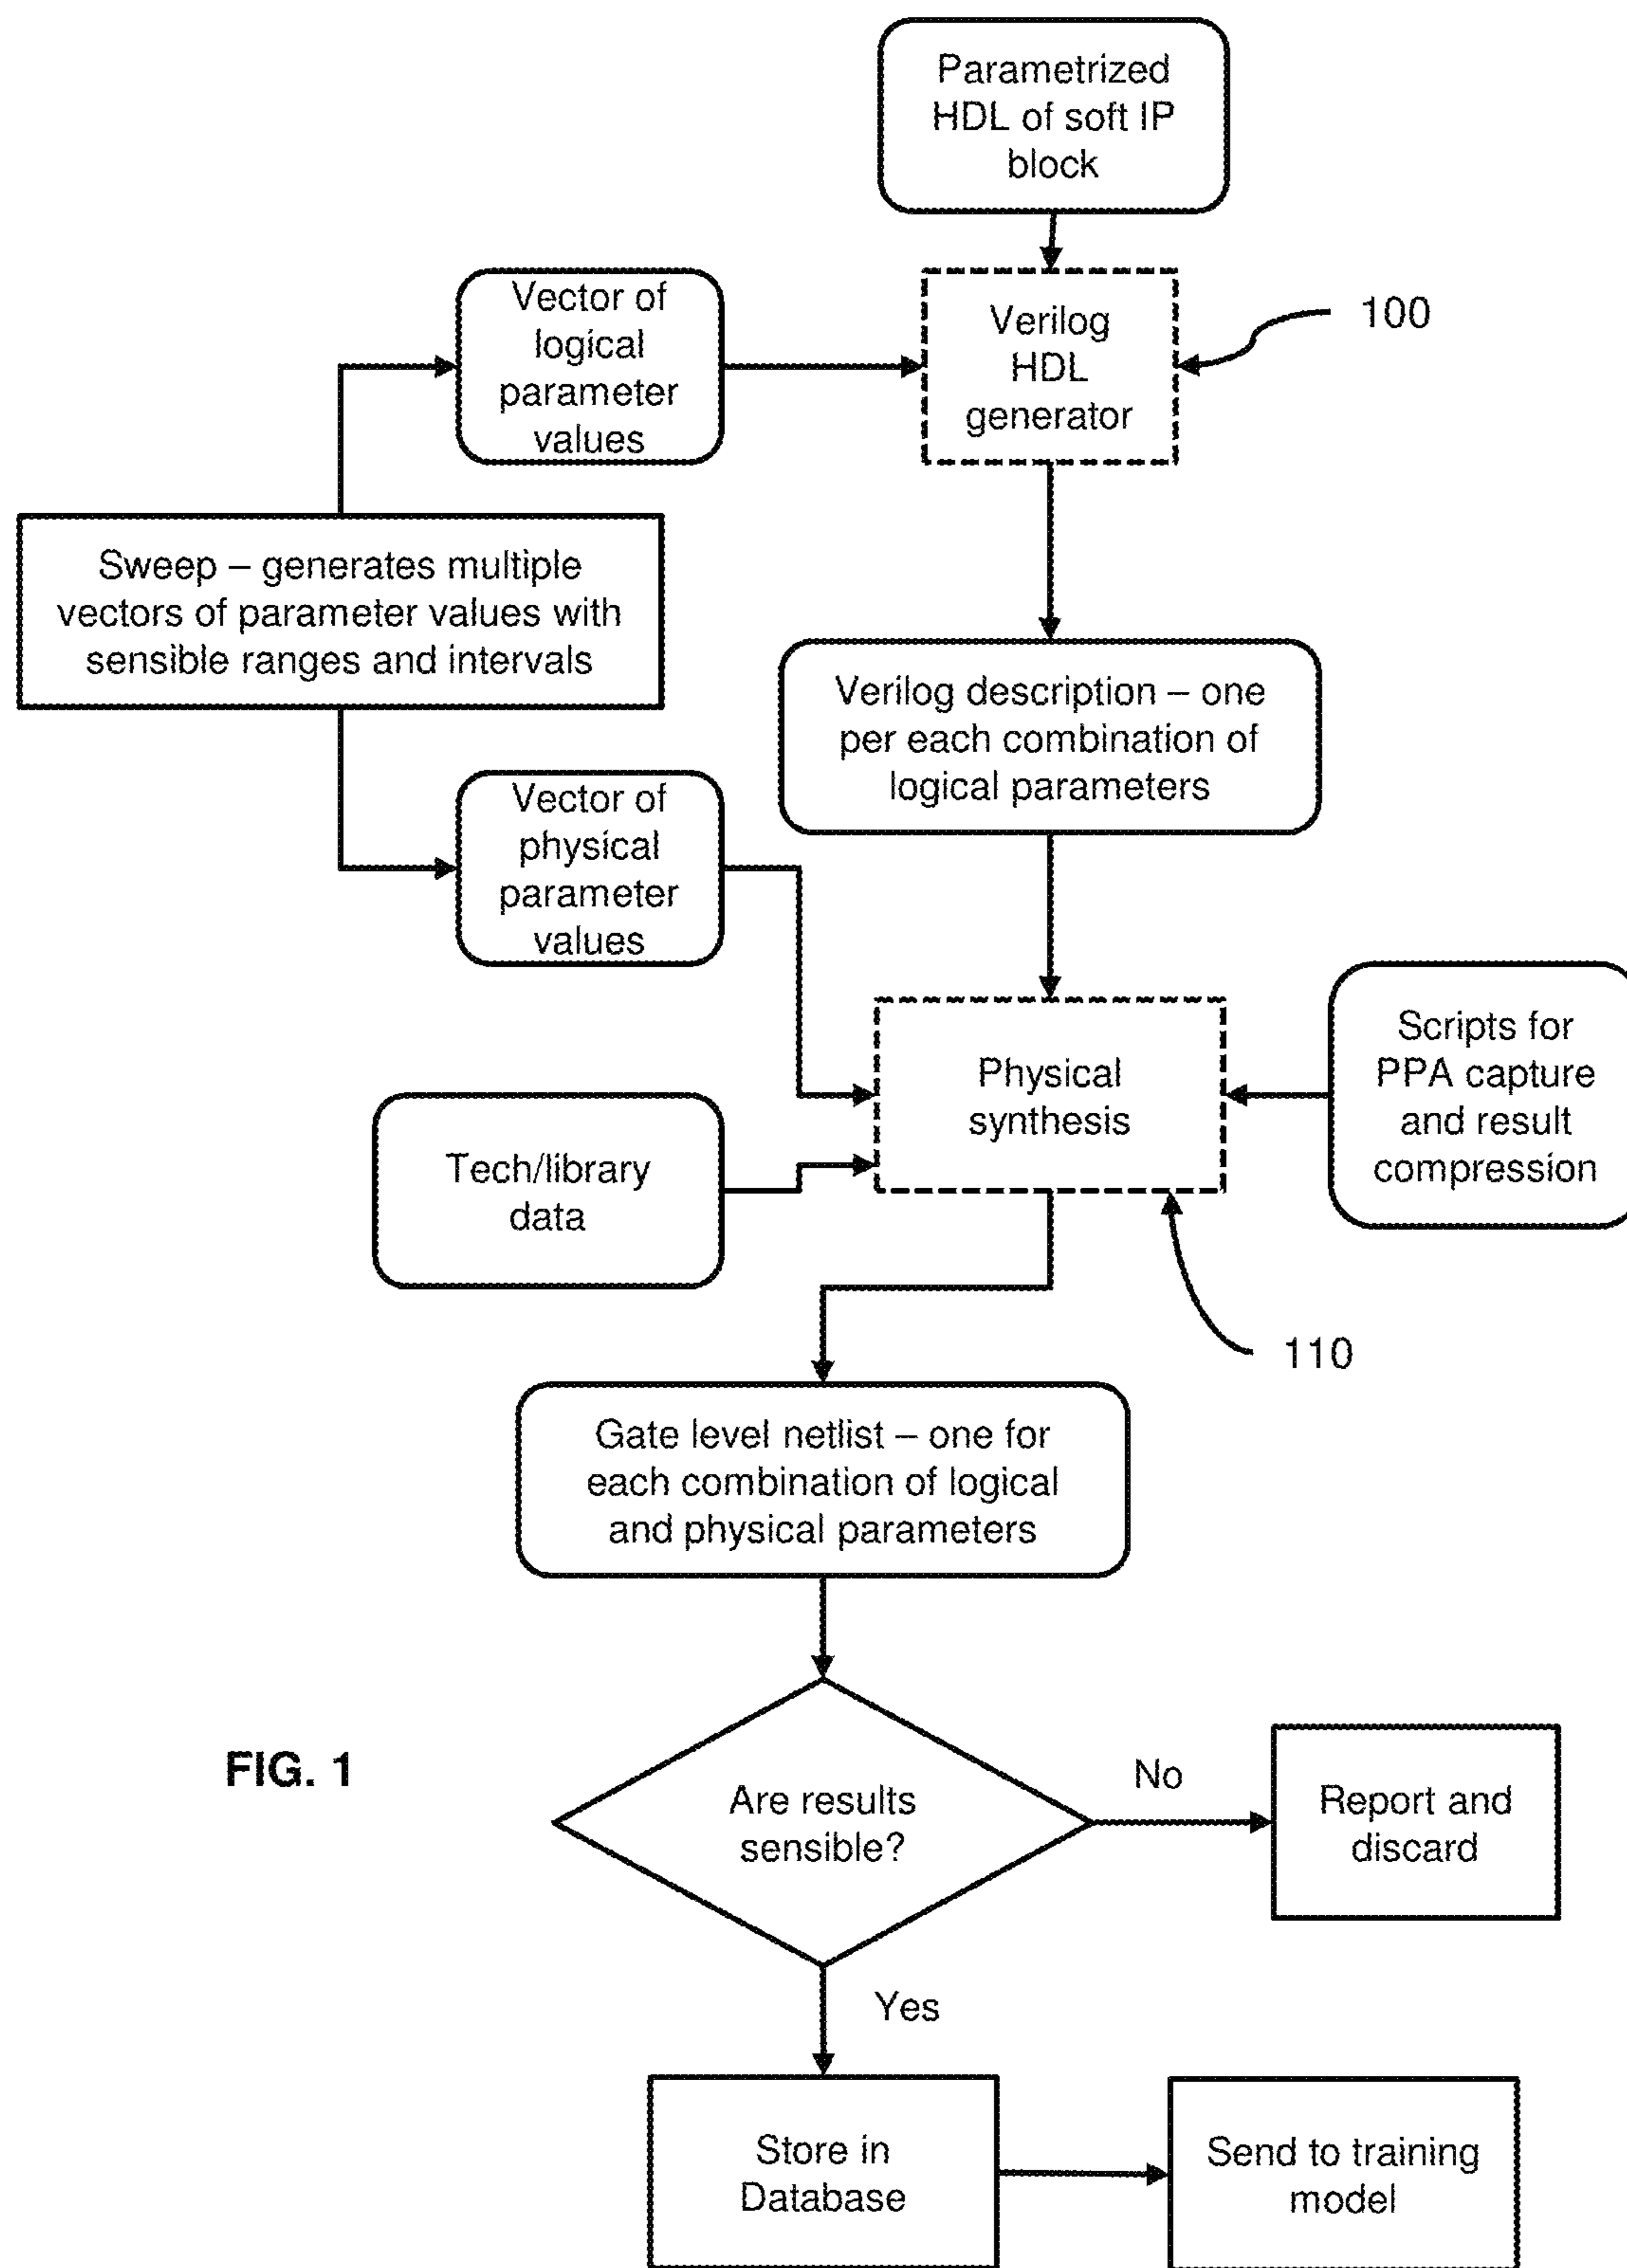 Parametrized
HDL of soft IP
block
Vector of
logical
parameter
values
Verilog
HDL
generator
100
Sweep – generates multiple
vectors of parameter values with
sensible ranges and intervals
Verilog description – one
per each combination of
logical parameters
Vector of
physical
parameter
values
Physical
synthesis
Scripts for
PPA capture
and result
compression
Tech/library
data
110
Gate level netlist – one for
each combination of logical
and physical parameters
FIG. 1
Are results
sensible?
No
Report and
discard
Yes
Store in
Database
Send to training
model